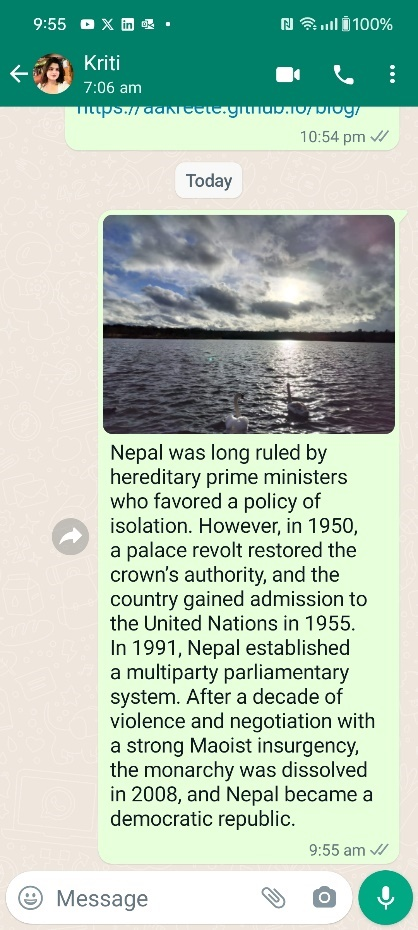 9:55
100%
Kriti
7:06 am
https://aakreete.github.io/blog/
10:54 pm
Today
Nepal was long ruled by
hereditary prime ministers
who favored a policy of
isolation. However, in 1950,
a palace revolt restored the
crown's authority, and the
country gained admission to
the United Nations in 1955.
In 1991, Nepal established
a multiparty parliamentary
system. After a decade of
violence and negotiation with
a strong Maoist insurgency,
the monarchy was dissolved
in 2008, and Nepal became a
democratic republic.
9:55 am
Message